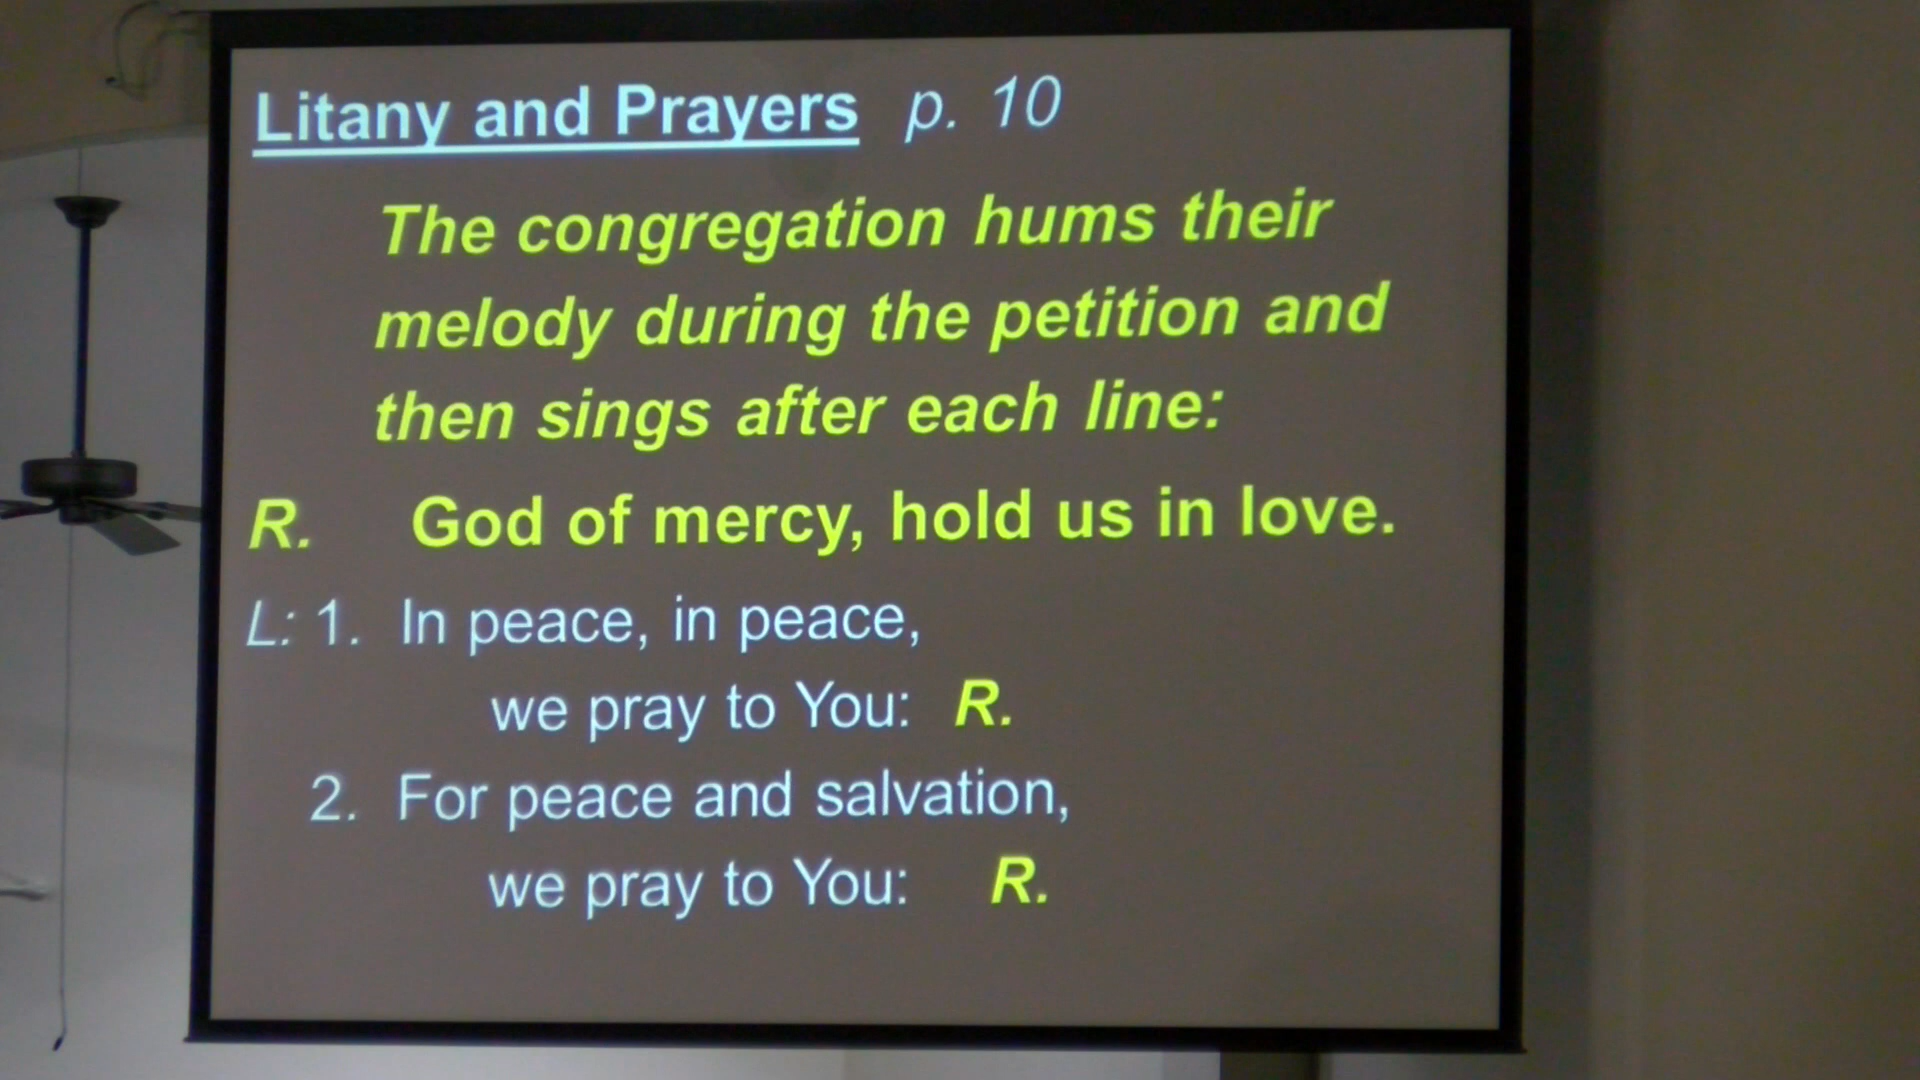 Litany and Prayers p. 10
The congregation hums their
melody during the petition and
then sings after each line:
R. God of mercy, hold us in love.
L: 1. In peace, in peace,
we pray to You: R.
2. For peace and salvation,
we pray to You: R.